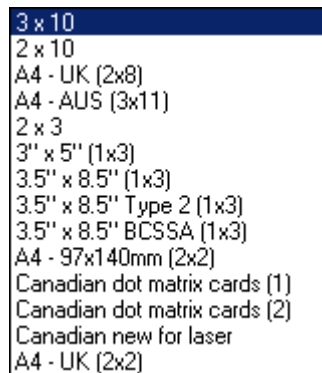 3 x 10
2 x 10
A4 - UK (2x8)
A4 - AUS (3x11)
2 x 3
3" x 5" (1x3)
3.5" x 8.5" (1x3)
3.5" x 8.5" Type 2 (1x3)
3.5" x 8.5" BCSSA (1x3)
A4 - 97x140mm (2x2)
Canadian dot matrix cards (1)
Canadian dot matrix cards (2)
Canadian new for laser
A4 - UK (2x2)